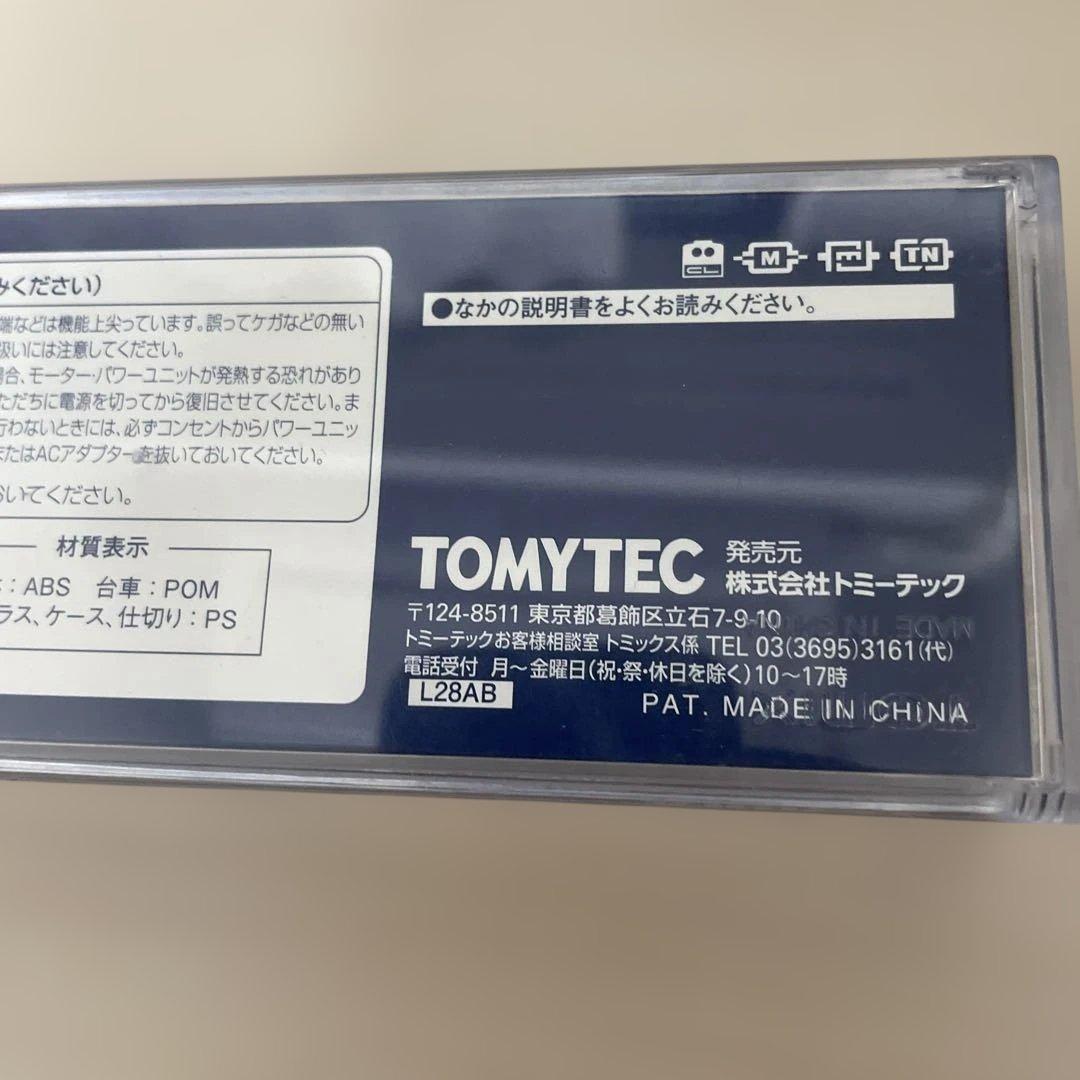 みください)
端などは機能上尖っています。誤ってケガなどの無い
扱いには注意してください。
場合、モーター・パワーユニットが発熱する恐れがあり
ただちに電源を切ってから復旧させてください。ま
行わないときには、必ずコンセントからパワーユニッ
またはACアダプターを抜いておいてください。
おいてください。
材質表示
:ABS 台車:POM
ラス、ケース、仕切り:PS
CL M TN
●なかの説明書をよくお読みください。
TOMYTEC 発売元
株式会社トミーテック
〒124-8511 東京都葛飾区立石7-9-10
トミーテックお客様相談室 トミックス係 TEL 03(3695)3161(代)
電話受付 月～金曜日(祝・祭・休日を除く)10～17時
L28AB
PAT. MADE IN CHINA